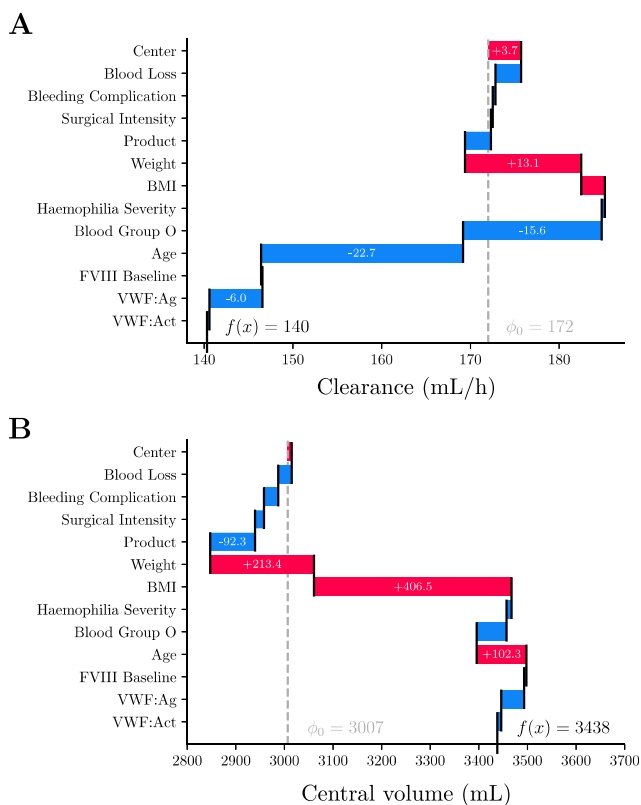 A
Center
+3.7
Blood Loss
Bleeding Complication
Surgical Intensity
Product
Weight
+13.1
BMI
Haemophilia Severity
Blood Group O
-15.6
Age
-22.7
FVIII Baseline
VWF:Ag
-6.0
VWF:Act
f(x) = 140
ϕ₀ = 172
140 150 160 170 180
Clearance (mL/h)
B
Center
Blood Loss
Bleeding Complication
Surgical Intensity
Product
-92.3
Weight
+213.4
BMI
+406.5
Haemophilia Severity
Blood Group O
Age
+102.3
FVIII Baseline
VWF:Ag
VWF:Act
ϕ₀ = 3007
f(x) = 3438
2800 2900 3000 3100 3200 3300 3400 3500 3600 3700
Central volume (mL)